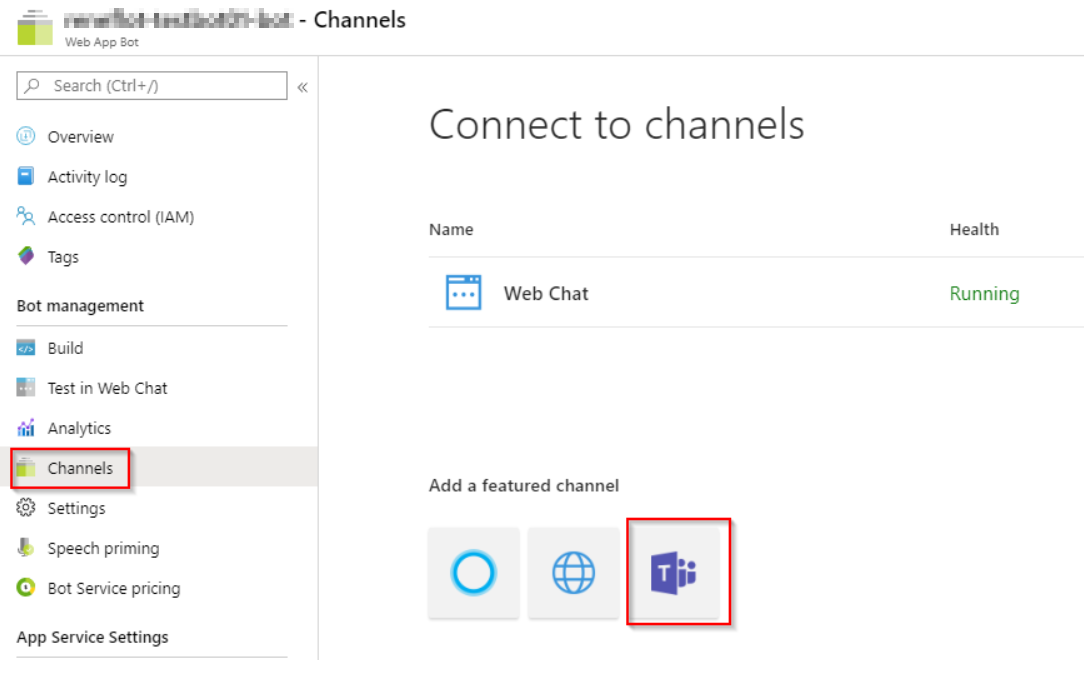 - Channels
Web App Bot
Search (Ctrl+/)
«
Overview
Activity log
Access control (IAM)
Tags
Bot management
Build
Test in Web Chat
Analytics
Channels
Settings
Speech priming
Bot Service pricing
App Service Settings
Connect to channels
Name Health
Web Chat Running
Add a featured channel
T